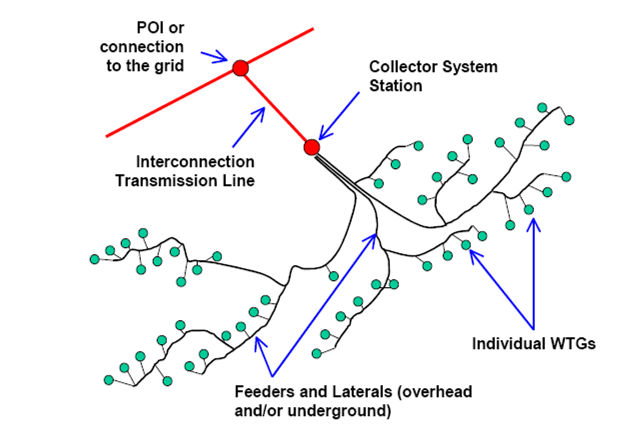 POI or
connection
to the grid
Collector System
Station
Interconnection
Transmission Line
Individual WTGs
Feeders and Laterals (overhead
and/or underground)